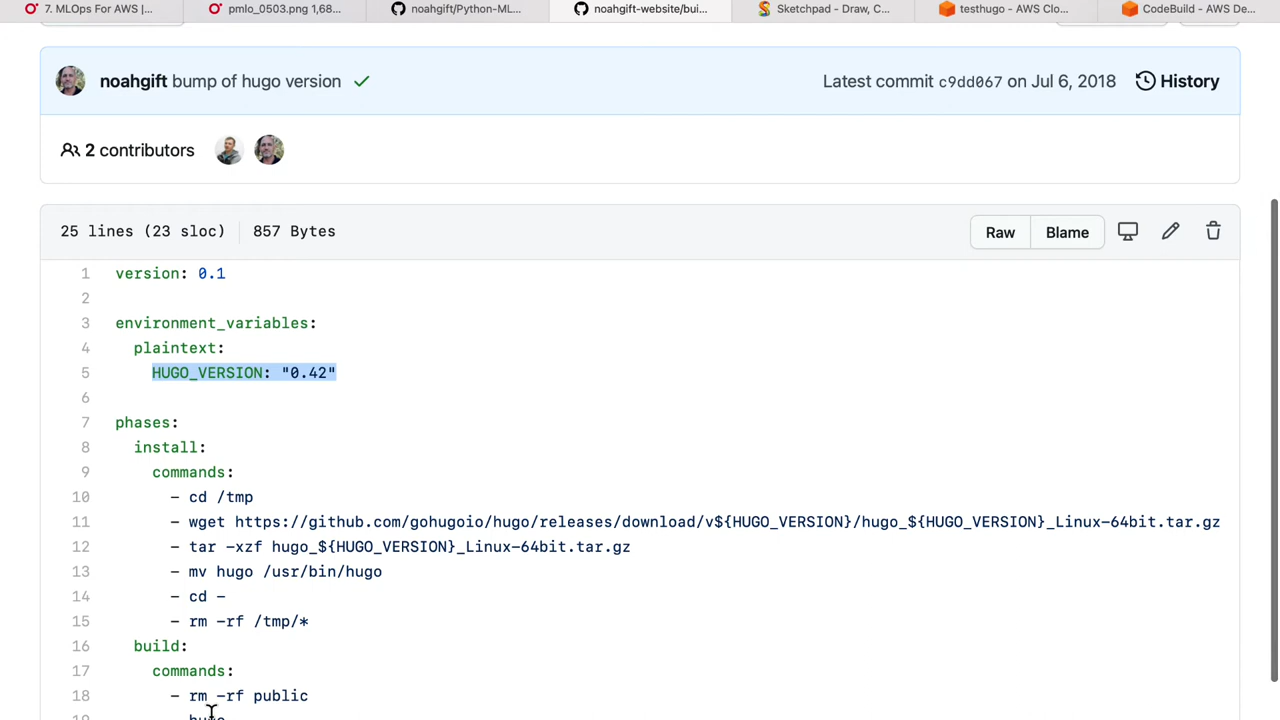 7. MLOps For AWS |...
pmlo_0503.png 1,68...
noahgift/Python-ML...
noahgift-website/bui...
Sketchpad - Draw, C...
testhugo - AWS Clo...
CodeBuild - AWS De...
noahgift bump of hugo version
Latest commit c9dd067 on Jul 6, 2018
History
2 contributors
25 lines (23 sloc)
857 Bytes
Raw
Blame
1 version: 0.1
2
3 environment_variables:
4 plaintext:
5 HUGO_VERSION: "0.42"
6
7 phases:
8 install:
9 commands:
10 - cd /tmp
11 - wget https://github.com/gohugoio/hugo/releases/download/v${HUGO_VERSION}/hugo_${HUGO_VERSION}_Linux-64bit.tar.gz
12 - tar -xzf hugo_${HUGO_VERSION}_Linux-64bit.tar.gz
13 - mv hugo /usr/bin/hugo
14 - cd -
15 - rm -rf /tmp/*
16 build:
17 commands:
18 - rm -rf public
19 - hugo